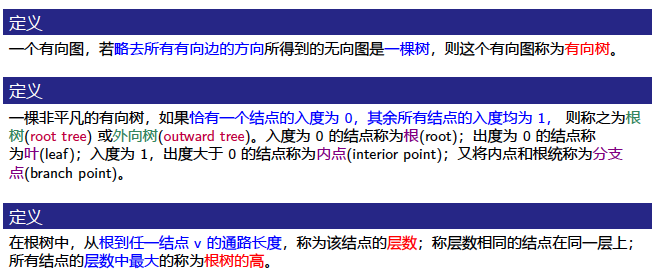 定义
一个有向图，若略去所有有向边的方向所得到的无向图是一棵树，则这个有向图称为有向树。
定义
一棵非平凡的有向树，如果恰有一个结点的入度为 0，其余所有结点的入度均为 1， 则称之为根
树(root tree) 或外向树(outward tree)。入度为 0 的结点称为根(root)；出度为 0 的结点称
为叶(leaf)；入度为 1，出度大于 0 的结点称为内点(interior point)；又将内点和根统称为分支
点(branch point)。
定义
在根树中，从根到任一结点 v 的通路长度，称为该结点的层数；称层数相同的结点在同一层上；
所有结点的层数中最大的称为根树的高。